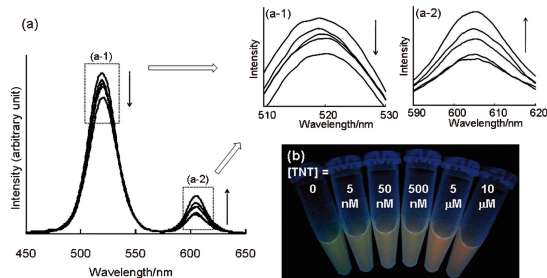 (a)
(a-1)
(a-2)
Intensity (arbitrary unit)
450 500 550 600 650
Wavelength/nm
(a-1)
Intensity
510 520 530
Wavelength/nm
(a-2)
Intensity
590 600 610 620
Wavelength/nm
(b)
[TNT] =
0 5 50 500 5 10
nM nM nM μM μM